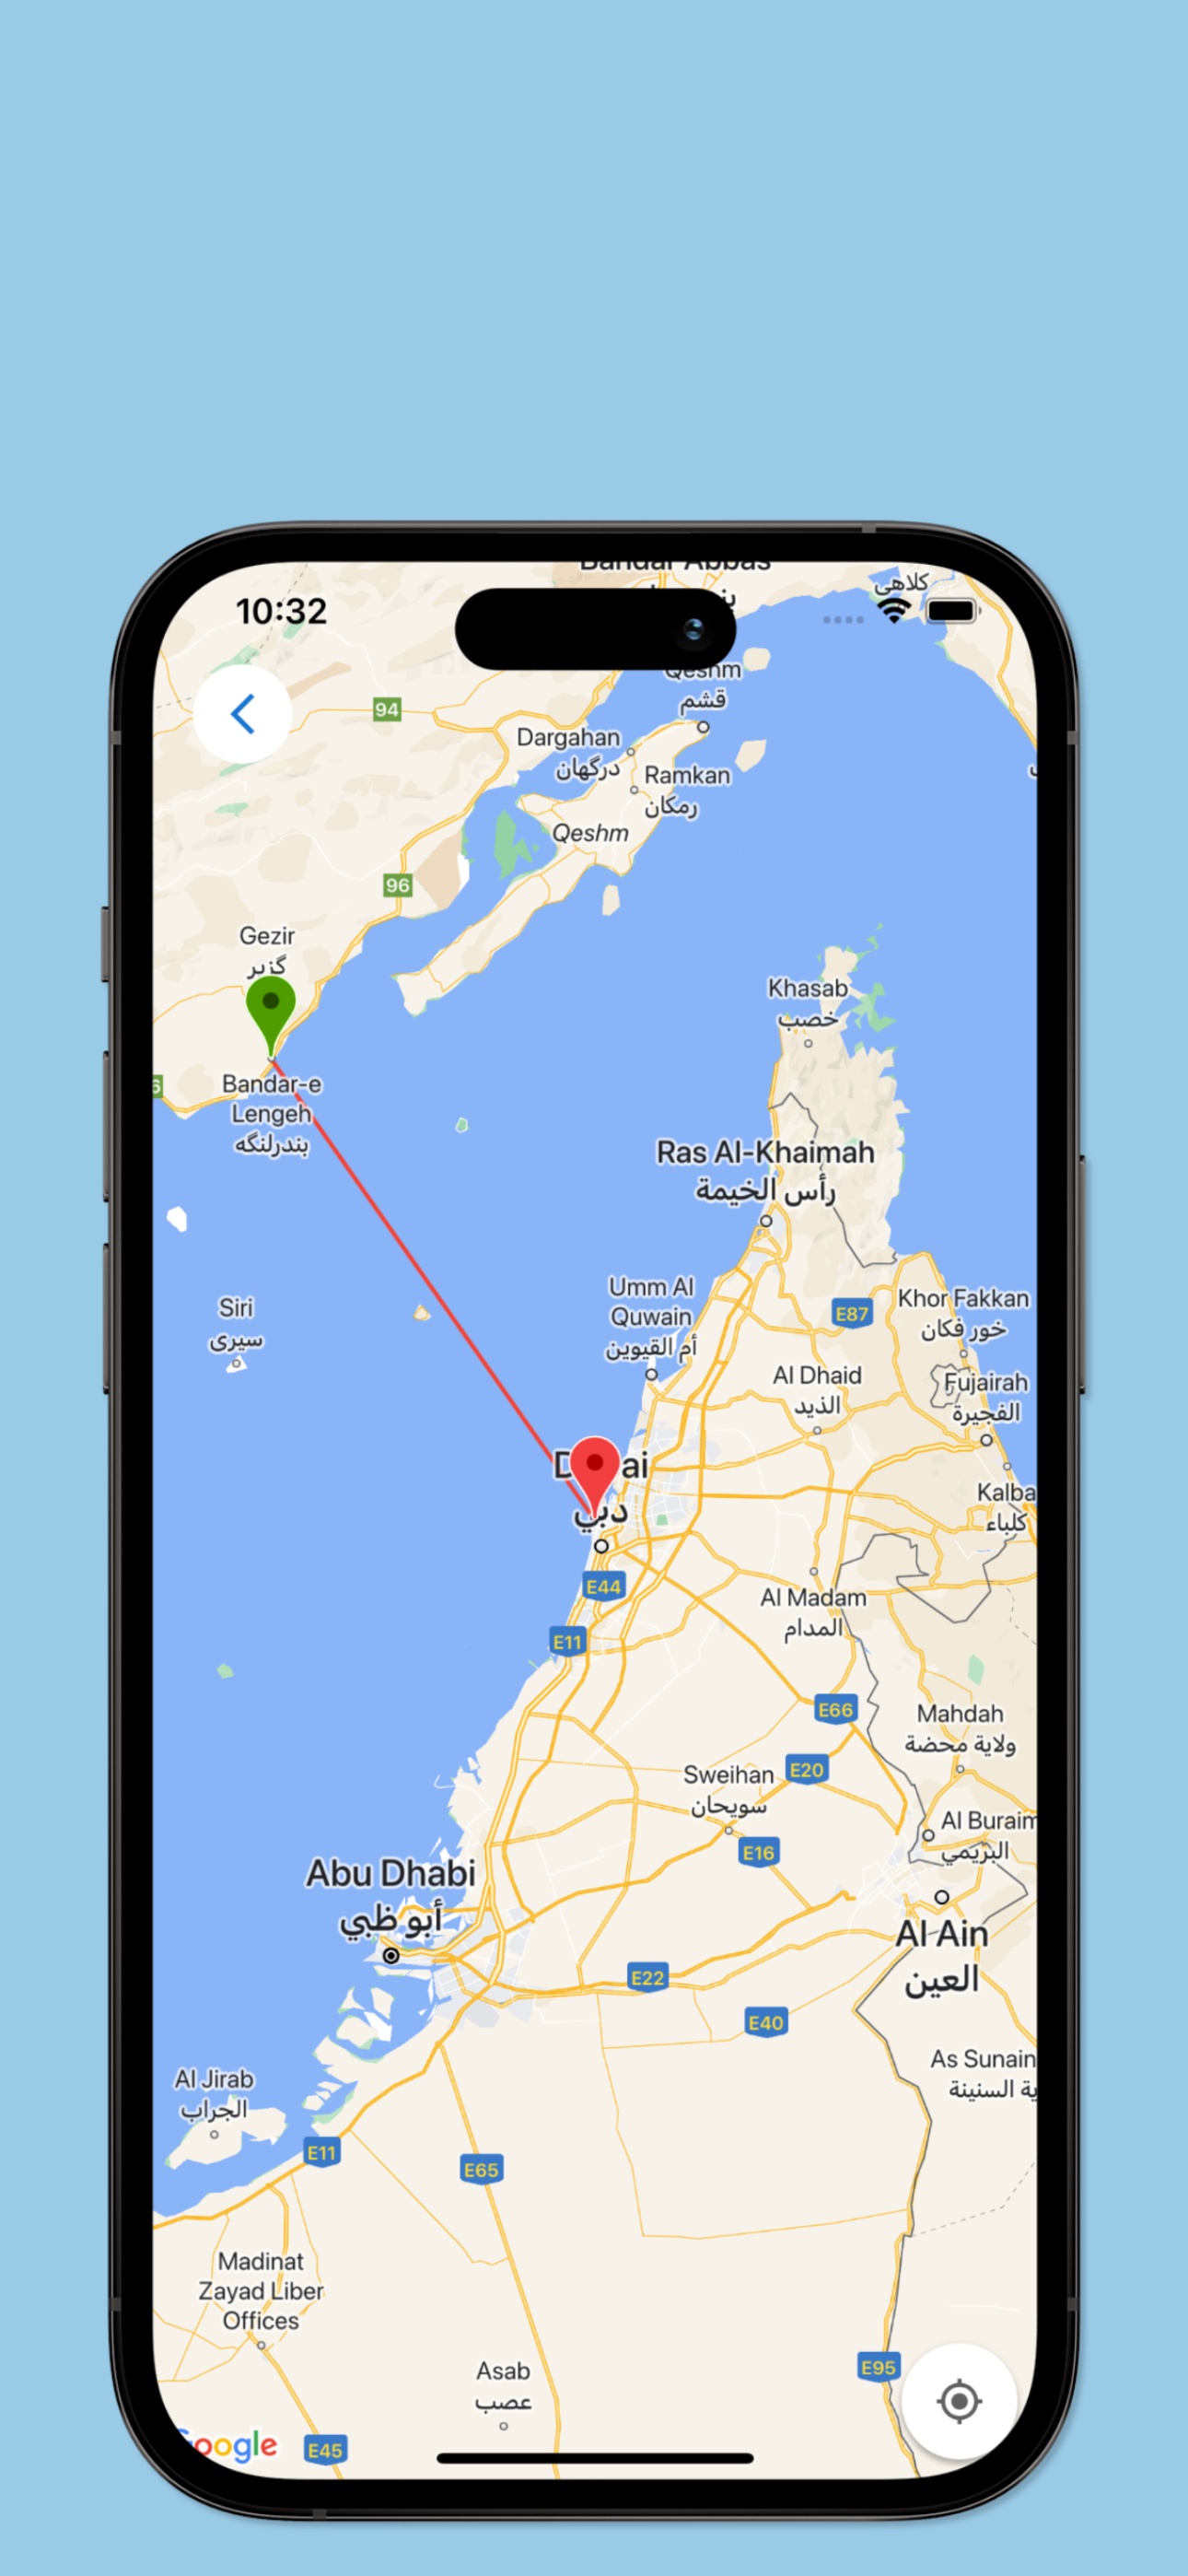 Bandar Abbas
كلاهى
10:32
Qeshm
قشم
94
Dargahan
درگهان
Ramkan
رمکان
Qeshm
96
Gezir
گزیر
Khasab
خصب
Bandar-e
Lengeh
بندرلنگه
Ras Al-Khaimah
رأس الخيمة
Umm Al
Quwain
أم القيوين
Siri
سیری
E87
Khor Fakkan
خور فكان
Al Dhaid
الذيد
Fujairah
الفجيرة
دبي
Kalba
كلباء
E44
Al Madam
المدام
E11
E66
Mahdah
ولاية محضة
Sweihan
سويحان
E20
Al Buraim
البريمي
E16
Abu Dhabi
أبو ظبي
Al Ain
العين
E22
E40
As Sunain
ية السنينة
Al Jirab
الجراب
E11
E65
Madinat
Zayad Liber
Offices
E95
Asab
عصب
Google
E45